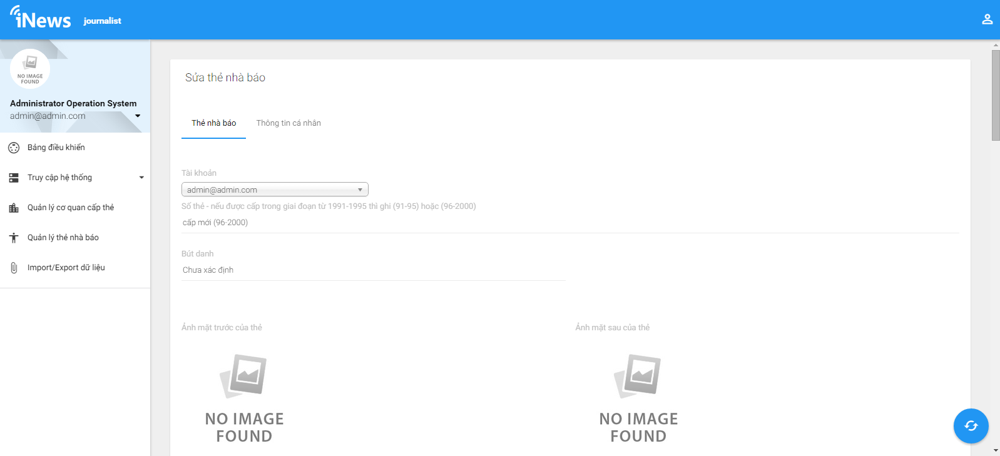 iNews journalist
NO IMAGE
FOUND
Administrator Operation System
admin@admin.com
Bảng điều khiển
Truy cập hệ thống
Quản lý cơ quan cấp thẻ
Quản lý thẻ nhà báo
Import/Export dữ liệu
Sửa thẻ nhà báo
Thẻ nhà báo Thông tin cá nhân
Tài khoản
admin@admin.com
Số thẻ - nếu được cấp trong giai đoạn từ 1991-1995 thì ghi (91-95) hoặc (96-2000)
cấp mới (96-2000)
Bút danh
Chưa xác định
Ảnh mặt trước của thẻ
NO IMAGE
FOUND
Ảnh mặt sau của thẻ
NO IMAGE
FOUND